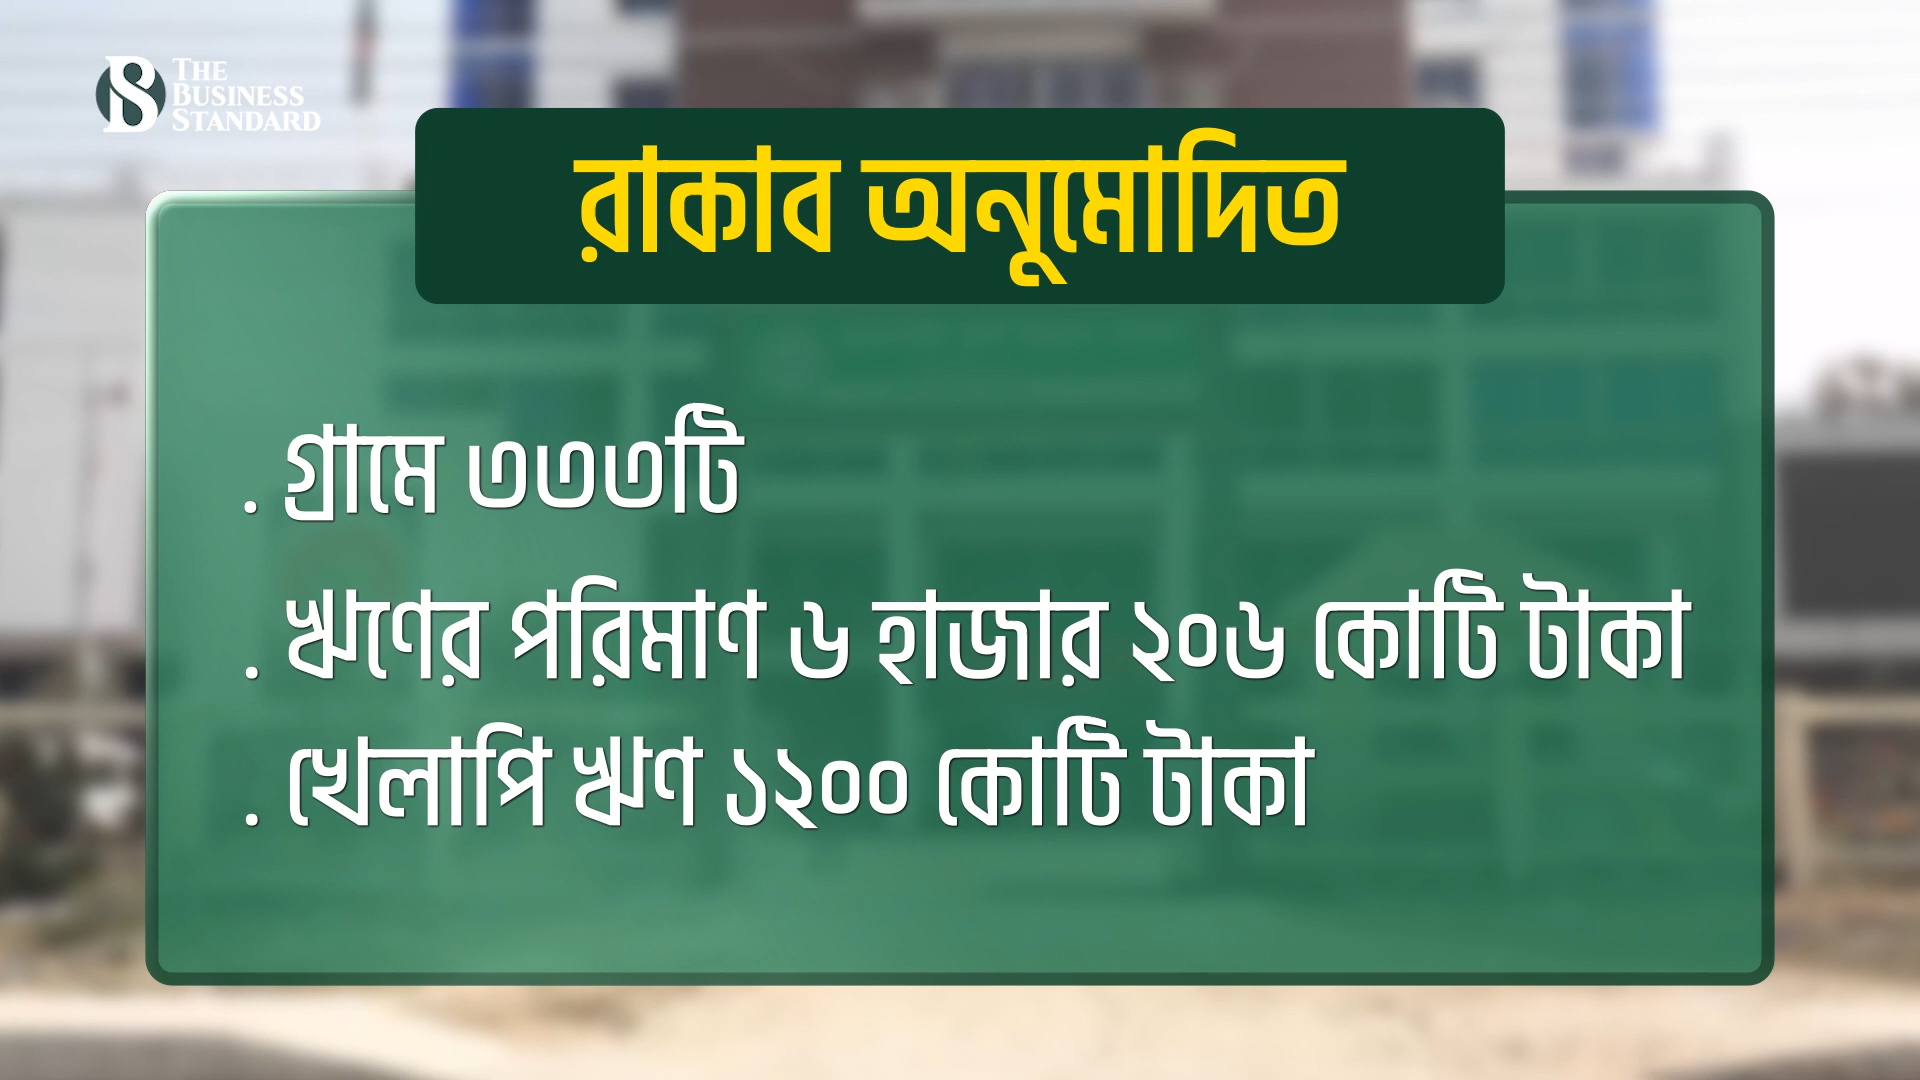 THE
BUSINESS
STANDARD
রাকাব অনুমোদিত
. গ্রামে ৩৩৩টি
. ঋণের পরিমাণ ৬ হাজার ২০৬ কোটি টাকা
. খেলাপি ঋণ ১২০০ কোটি টাকা